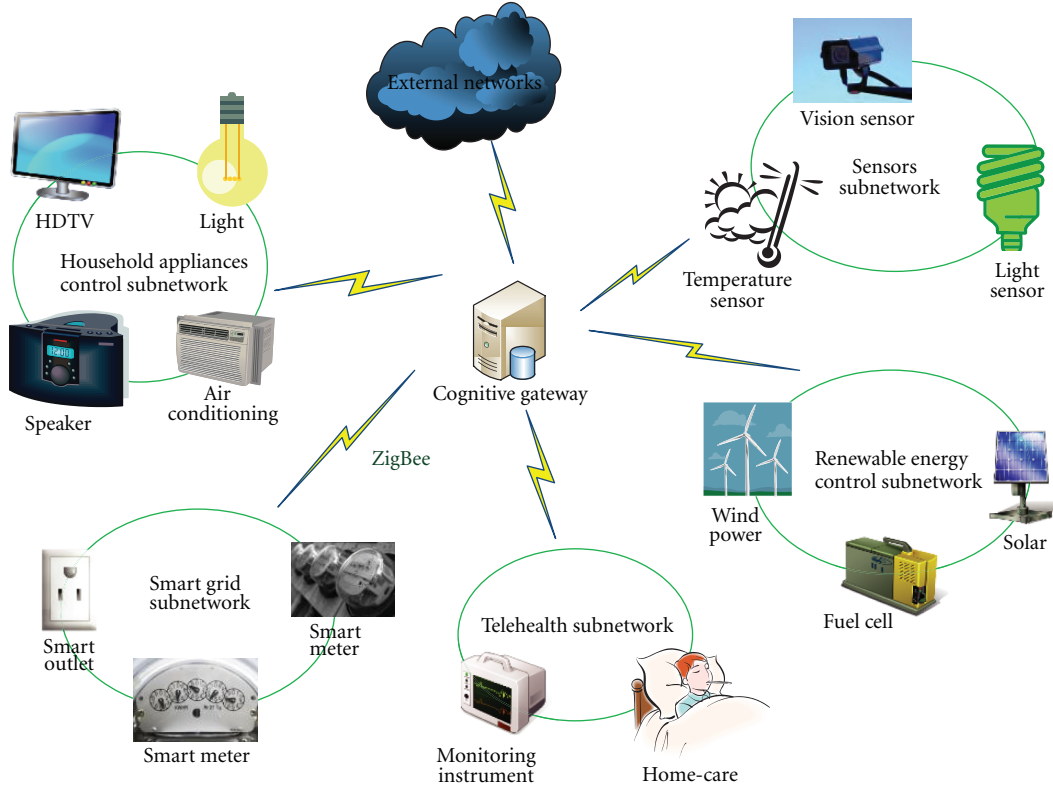 External networks
Vision sensor
Sensors
subnetwork
Temperature
sensor
Light
sensor
HDTV
Light
Household appliances
control subnetwork
Speaker
Air
conditioning
Cognitive gateway
ZigBee
Renewable energy
control subnetwork
Wind
power
Solar
Fuel cell
Smart grid
subnetwork
Smart
outlet
Smart
meter
Smart meter
Telehealth subnetwork
Monitoring
instrument
Home-care